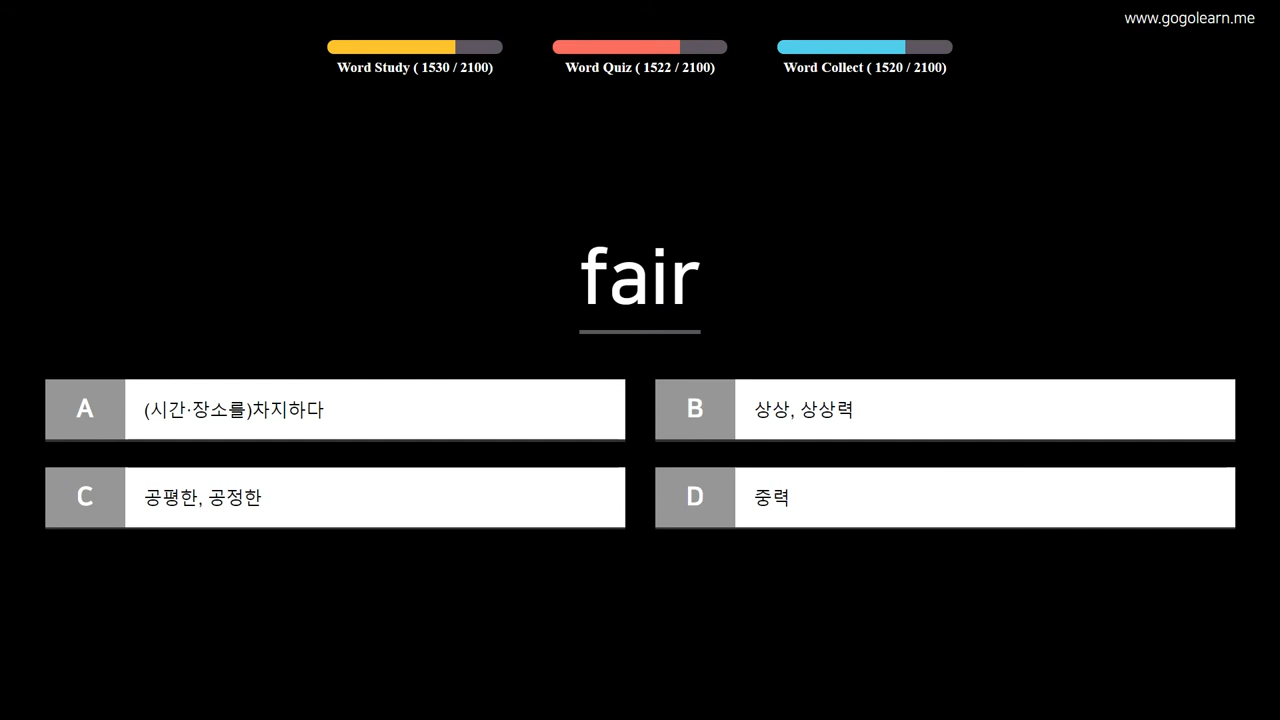 www.gogolearn.me
Word Study ( 1530 / 2100)
Word Quiz ( 1522 / 2100)
Word Collect ( 1520 / 2100)
fair
A (시간·장소를)차지하다
B 상상, 상상력
C 공평한, 공정한
D 중력